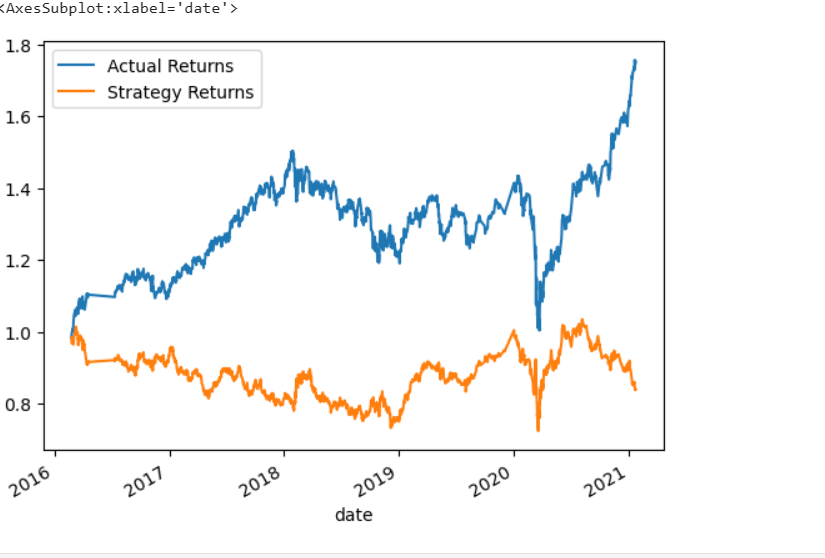 <AxesSubplot:xlabel='date'>
1.8
Actual Returns
Strategy Returns
1.6
1.4
1.2
1.0
0.8
2016 2017 2018 2019 2020 2021
date